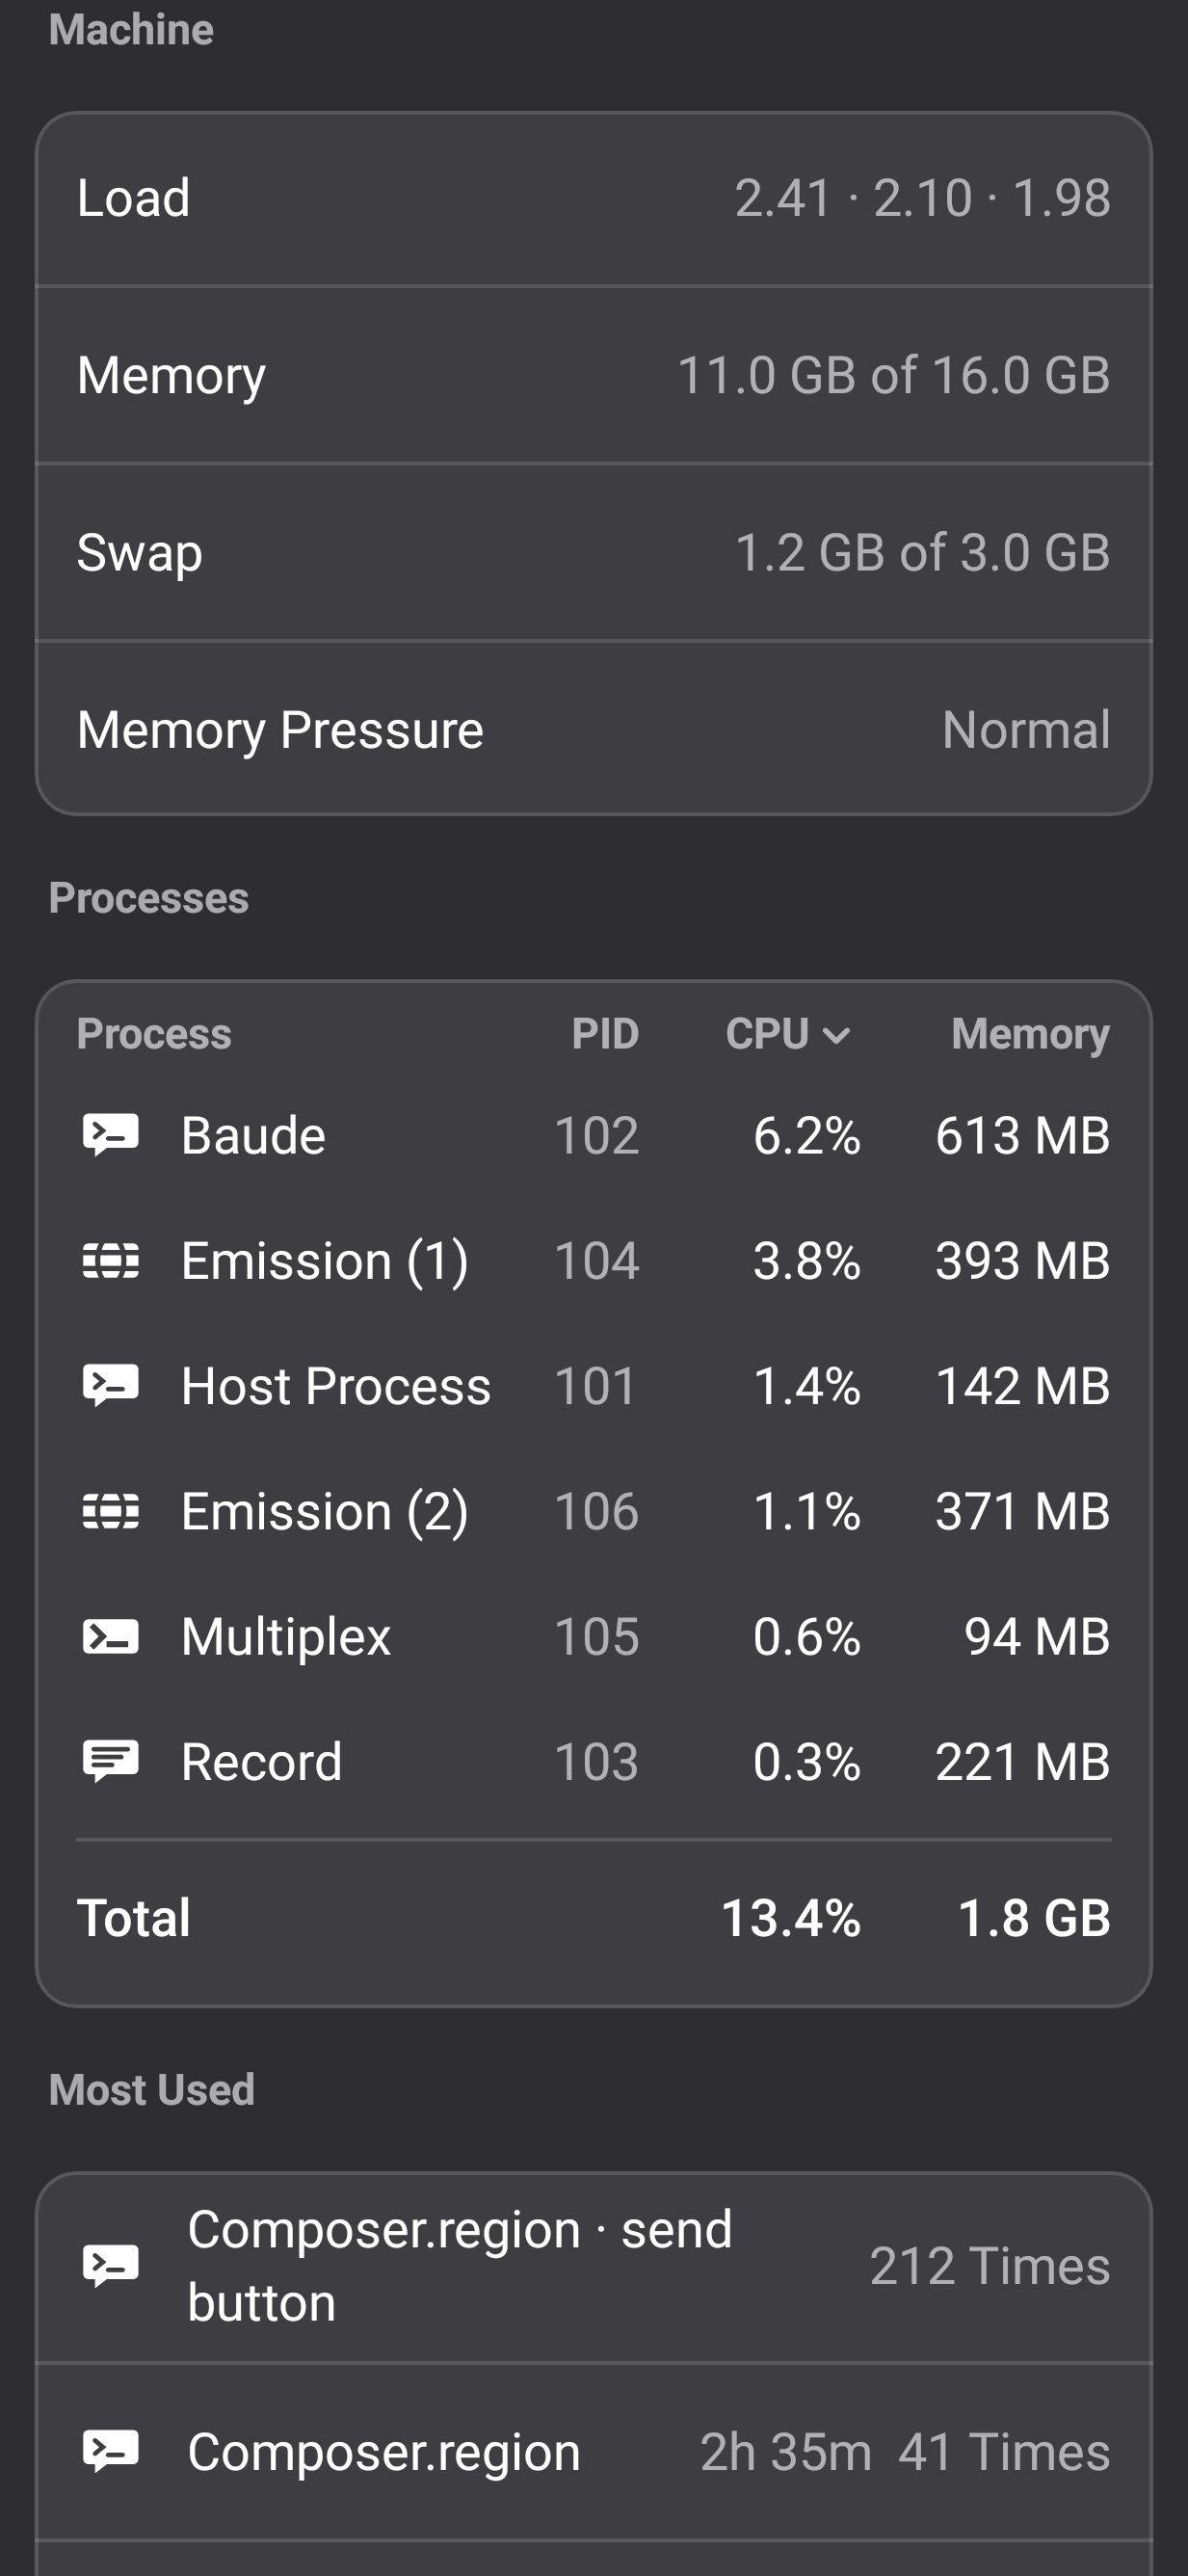 Machine
Load 2.41 · 2.10 · 1.98
Memory 11.0 GB of 16.0 GB
Swap 1.2 GB of 3.0 GB
Memory Pressure Normal
Processes
Process PID CPU Memory
Baude 102 6.2% 613 MB
Emission (1) 104 3.8% 393 MB
Host Process 101 1.4% 142 MB
Emission (2) 106 1.1% 371 MB
Multiplex 105 0.6% 94 MB
Record 103 0.3% 221 MB
Total 13.4% 1.8 GB
Most Used
Composer.region · send
button
212 Times
Composer.region 2h 35m 41 Times